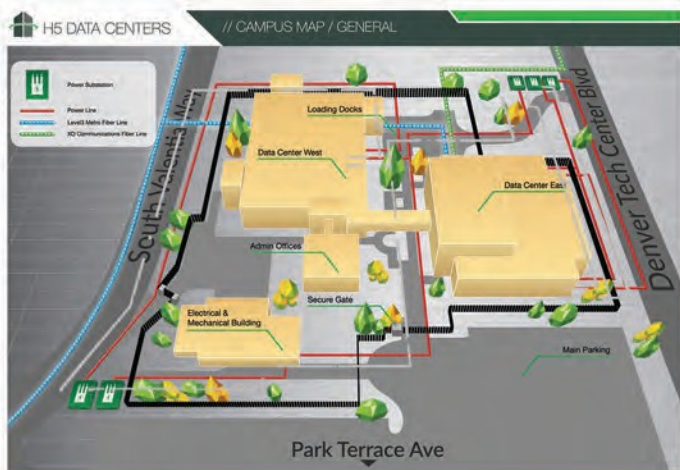 H5 DATA CENTERS
// CAMPUS MAP / GENERAL
Power Substation
Power Line
Level3 Metro Fiber Line
XO Communications Fiber Line
South Valentia Way
Loading Docks
Denver Tech Center Blvd
Data Center West
Data Center East
Admin Offices
Secure Gate
Electrical &
Mechanical Building
Main Parking
Park Terrace Ave